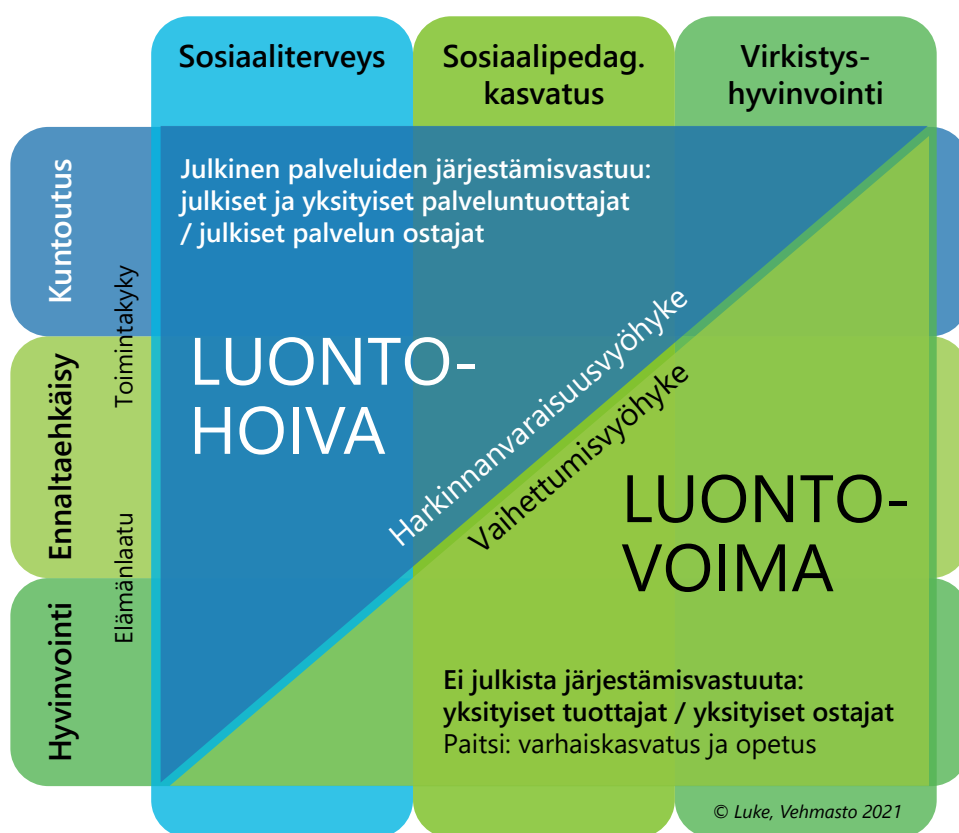 Sosiaaliterveys
Sosiaalipedag.
kasvatus
Virkistys-
hyvinvointi
Kuntoutus
Ennaltaehkäisy
Hyvinvointi
Toimintakyky
Elämänlaatu
Julkinen palveluiden järjestämisvastuu:
julkiset ja yksityiset palveluntuottajat
/ julkiset palvelun ostajat
LUONTO-
HOIVA
Harkinnanvaraisuusvyöhyke
Vaihettumisvyöhyke
LUONTO-
VOIMA
Ei julkista järjestämisvastuuta:
yksityiset tuottajat / yksityiset ostajat
Paitsi: varhaiskasvatus ja opetus
© Luke, Vehmasto 2021